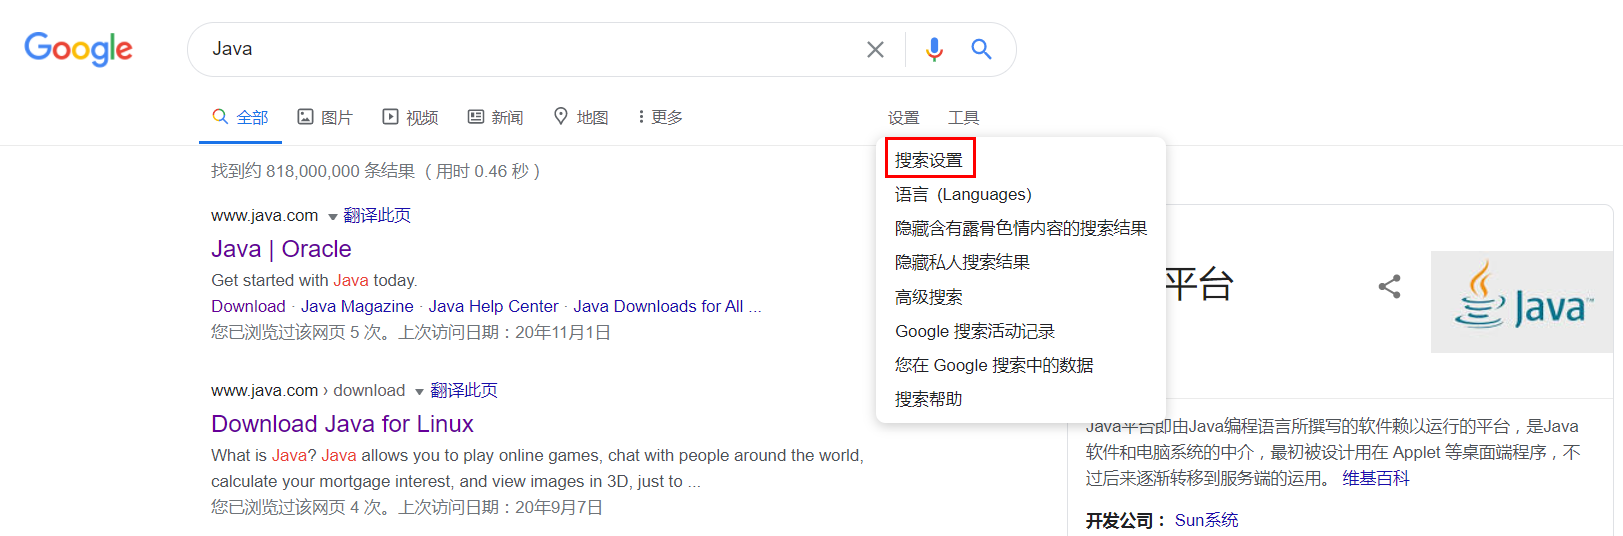 Google
Java
全部 图片 视频 新闻 地图 更多 设置 工具
找到约 818,000,000 条结果 （用时 0.46 秒）
www.java.com 翻译此页
Java | Oracle
Get started with Java today.
Download · Java Magazine · Java Help Center · Java Downloads for All ...
您已浏览过该网页 5 次。上次访问日期：20年11月1日
www.java.com › download 翻译此页
Download Java for Linux
What is Java? Java allows you to play online games, chat with people around the world,
calculate your mortgage interest, and view images in 3D, just to ...
您已浏览过该网页 4 次。上次访问日期：20年9月7日
搜索设置
语言 (Languages)
隐藏含有露骨色情内容的搜索结果
隐藏私人搜索结果
高级搜索
Google 搜索活动记录
您在 Google 搜索中的数据
搜索帮助
平台
Java™
Java平台即由Java编程语言所撰写的软件赖以运行的平台，是Java
软件和电脑系统的中介，最初被设计用在 Applet 等桌面端程序，不
过后来逐渐转移到服务端的运用。 维基百科
开发公司： Sun系统